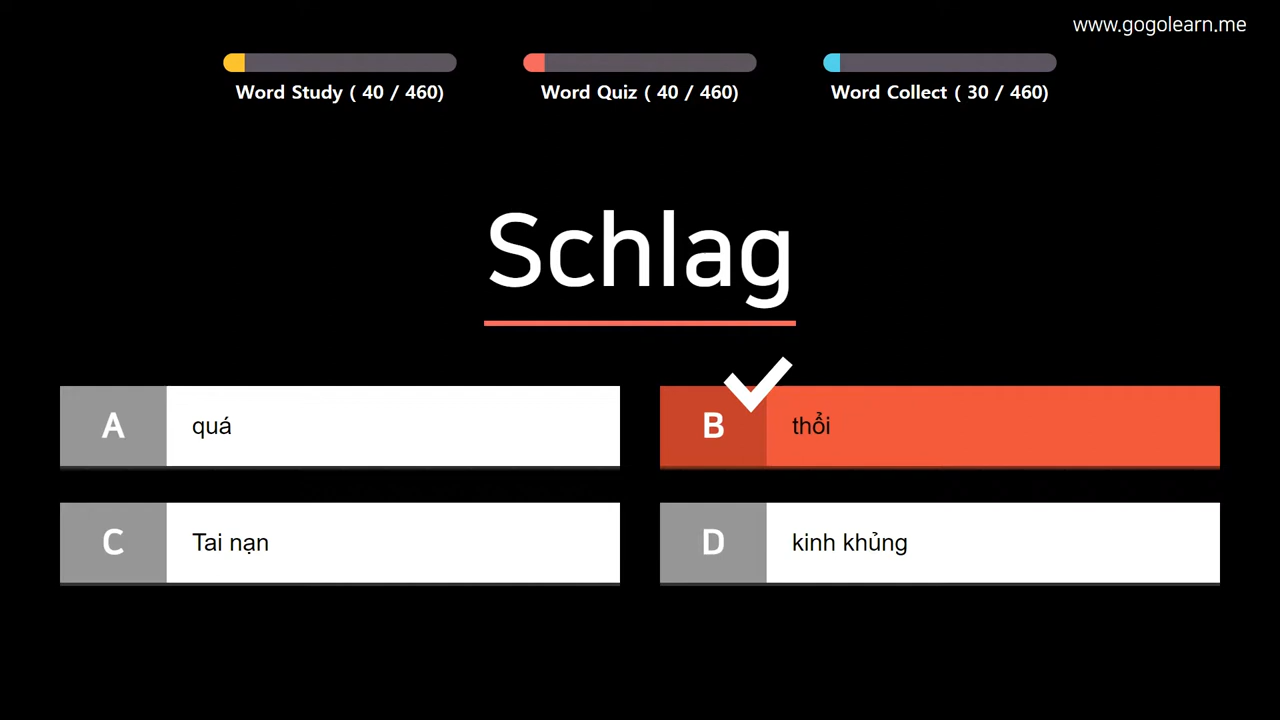 www.gogolearn.me
Word Study ( 40 / 460)
Word Quiz ( 40 / 460)
Word Collect ( 30 / 460)
Schlag
A quá
B thổi
C Tai nạn
D kinh khủng